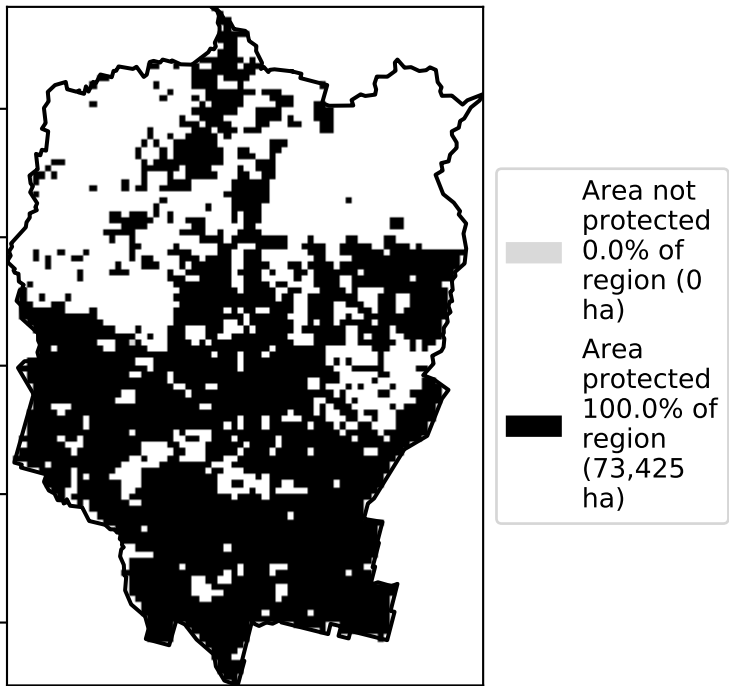 Area not
protected
0.0% of
region (0
ha)
Area
protected
100.0% of
region
(73,425
ha)